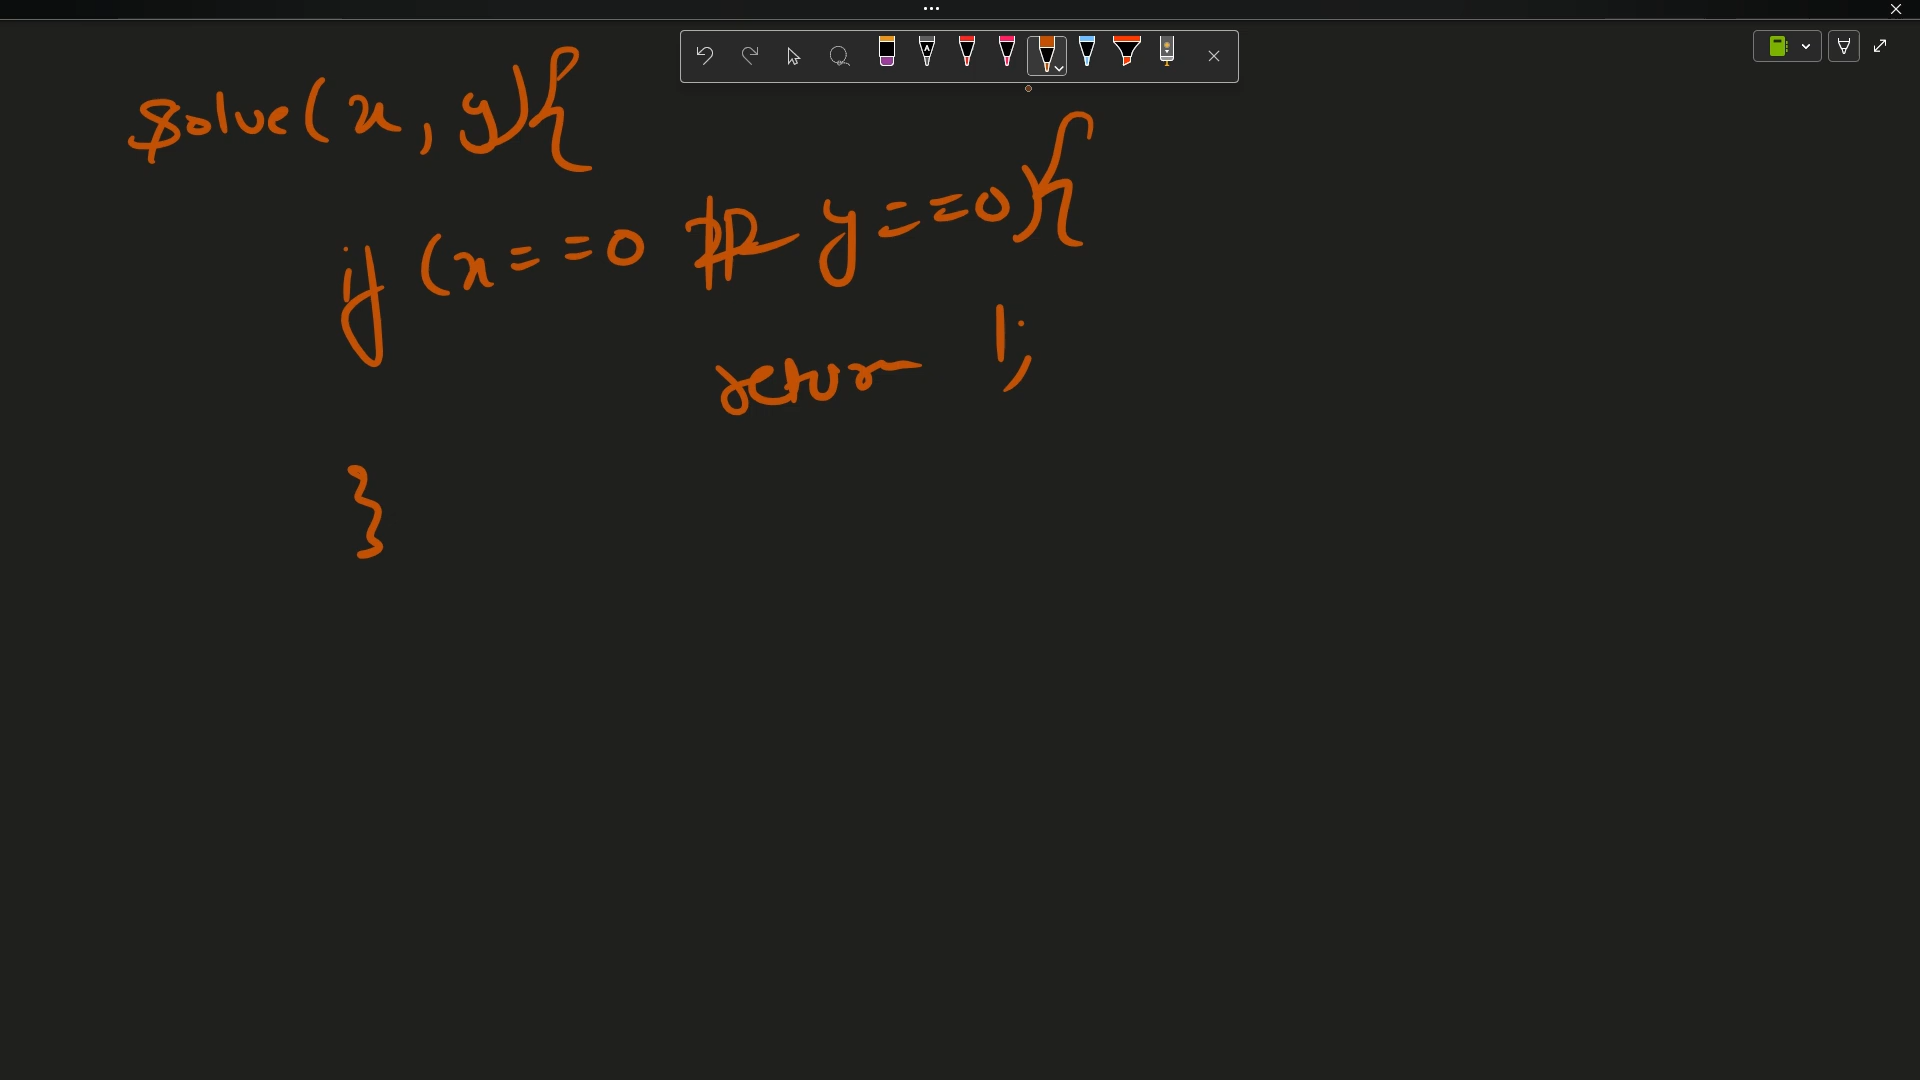 solve(x, y){
if (x==0 y==0){
return 1;
}